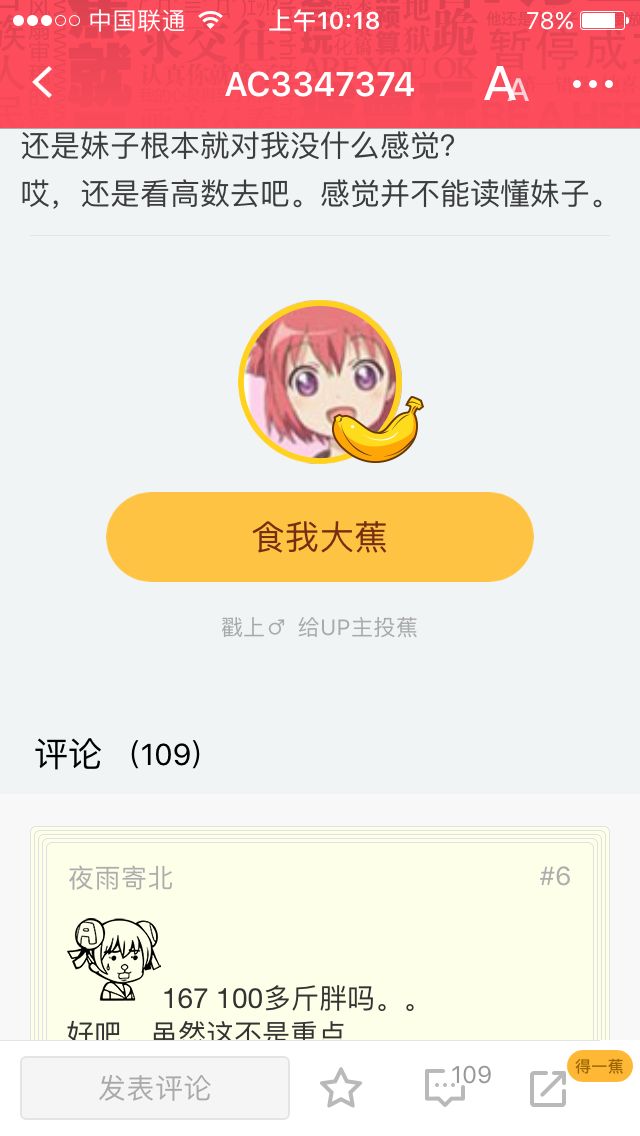 中国联通
上午10:18
78%
AC3347374
AA
还是妹子根本就对我没什么感觉？
哎，还是看高数去吧。感觉并不能读懂妹子。
食我大蕉
戳上♂ 给UP主投蕉
评论 （109）
夜雨寄北
#6
A
167 100多斤胖吗。。
好吧，虽然这不是重点
发表评论
109
得一蕉